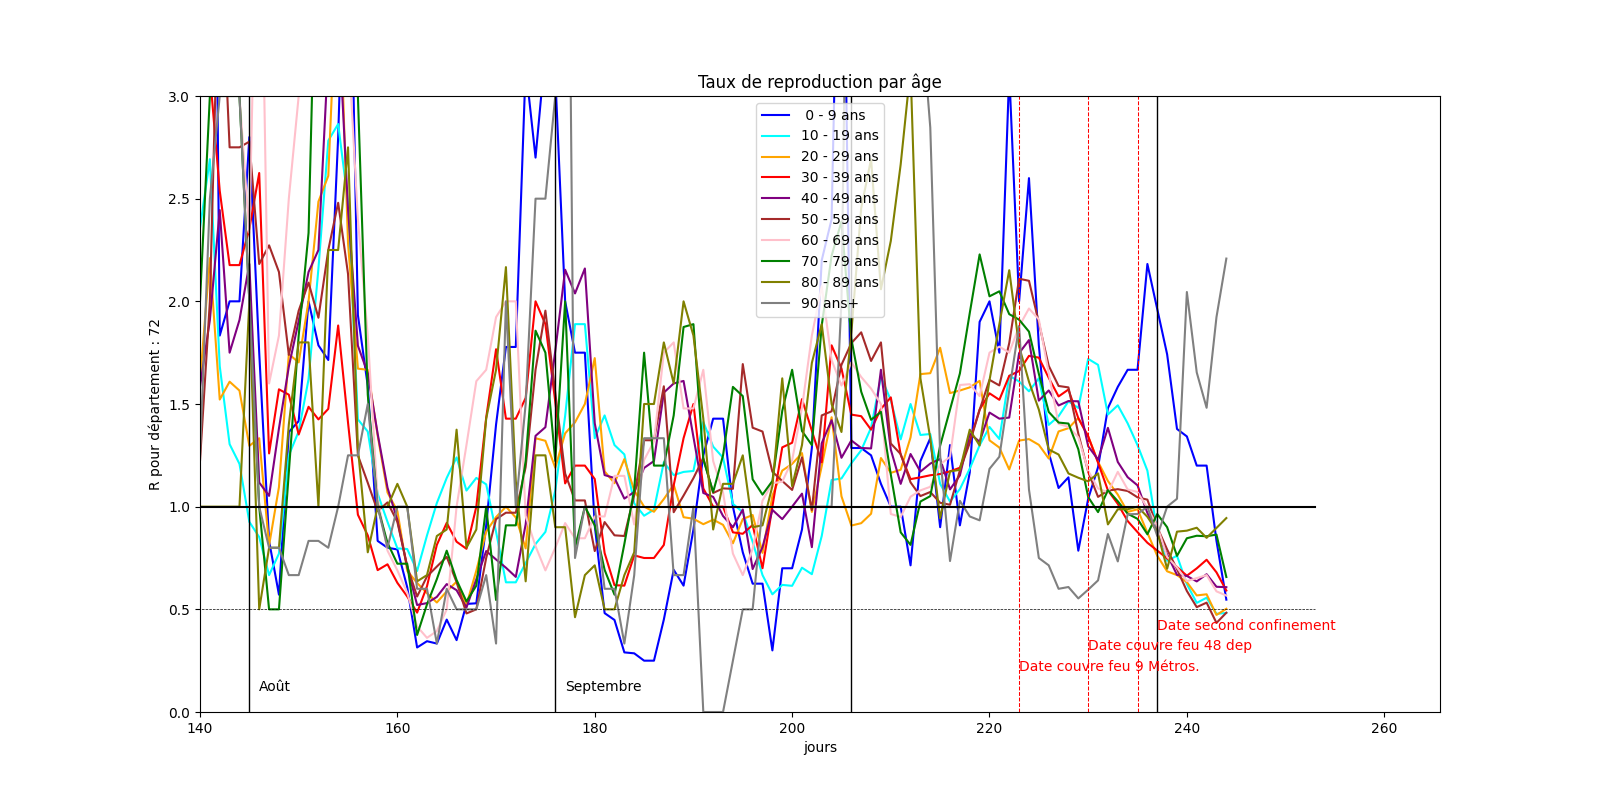 Taux de reproduction par âge
3.0
2.5
2.0
1.5
1.0
0.5
0.0
R pour département : 72
0 - 9 ans
10 - 19 ans
20 - 29 ans
30 - 39 ans
40 - 49 ans
50 - 59 ans
60 - 69 ans
70 - 79 ans
80 - 89 ans
90 ans+
Date second confinement
Date couvre feu 48 dep
Date couvre feu 9 Métros.
Août
Septembre
140
160
180
200
220
240
260
jours